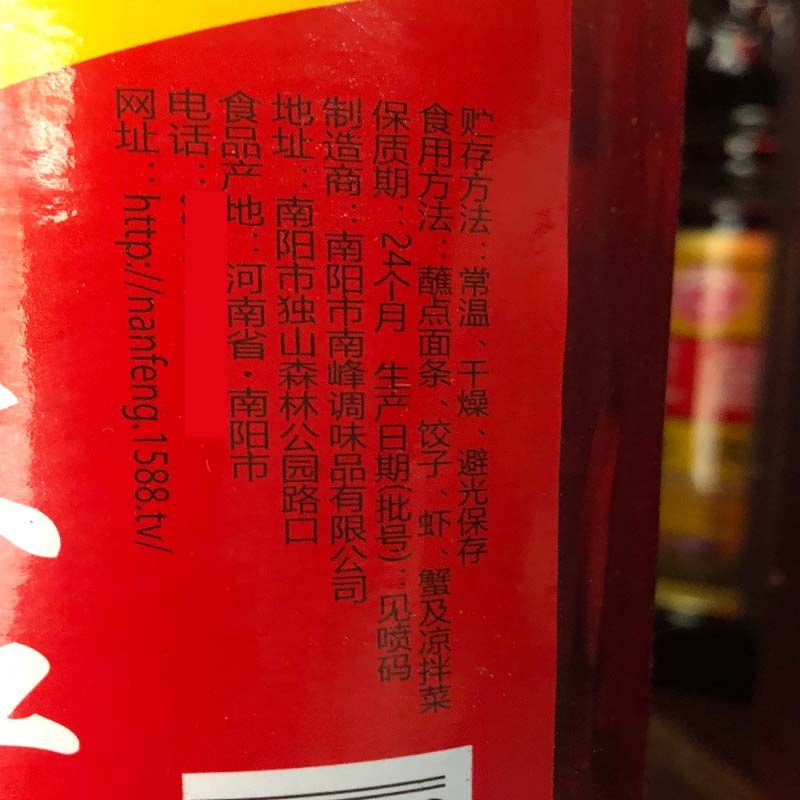 贮存方法：常温、干燥、避光保存
食用方法：蘸点面条、饺子、虾、蟹及凉拌菜
保质期：24个月 生产日期(批号)：见喷码
制造商：南阳市南峰调味品有限公司
地址：南阳市独山森林公园路口
食品产地：河南省·南阳市
电话：
网址：http://nanfeng.1588.tv/